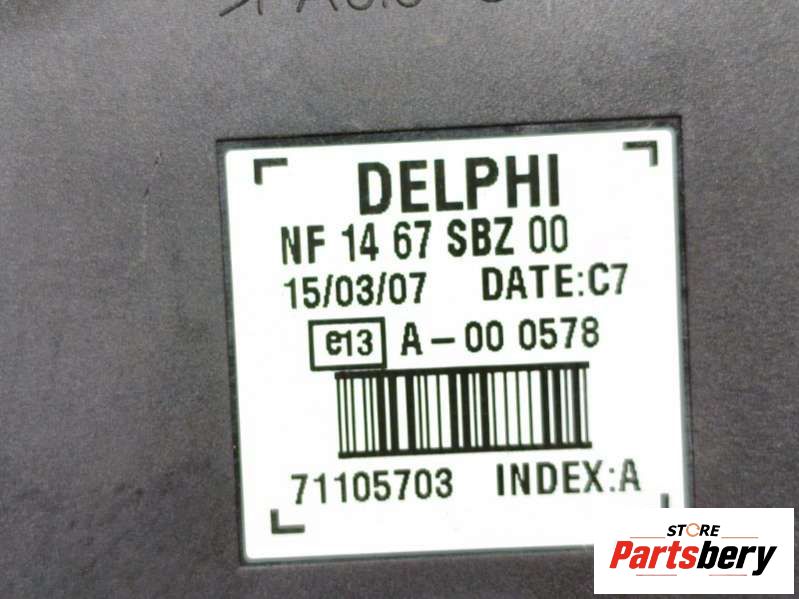 DELPHI
NF 14 67 SBZ 00
15/03/07 DATE:C7
e13 A-00 0578
71105703 INDEX:A
STORE
Partsbery